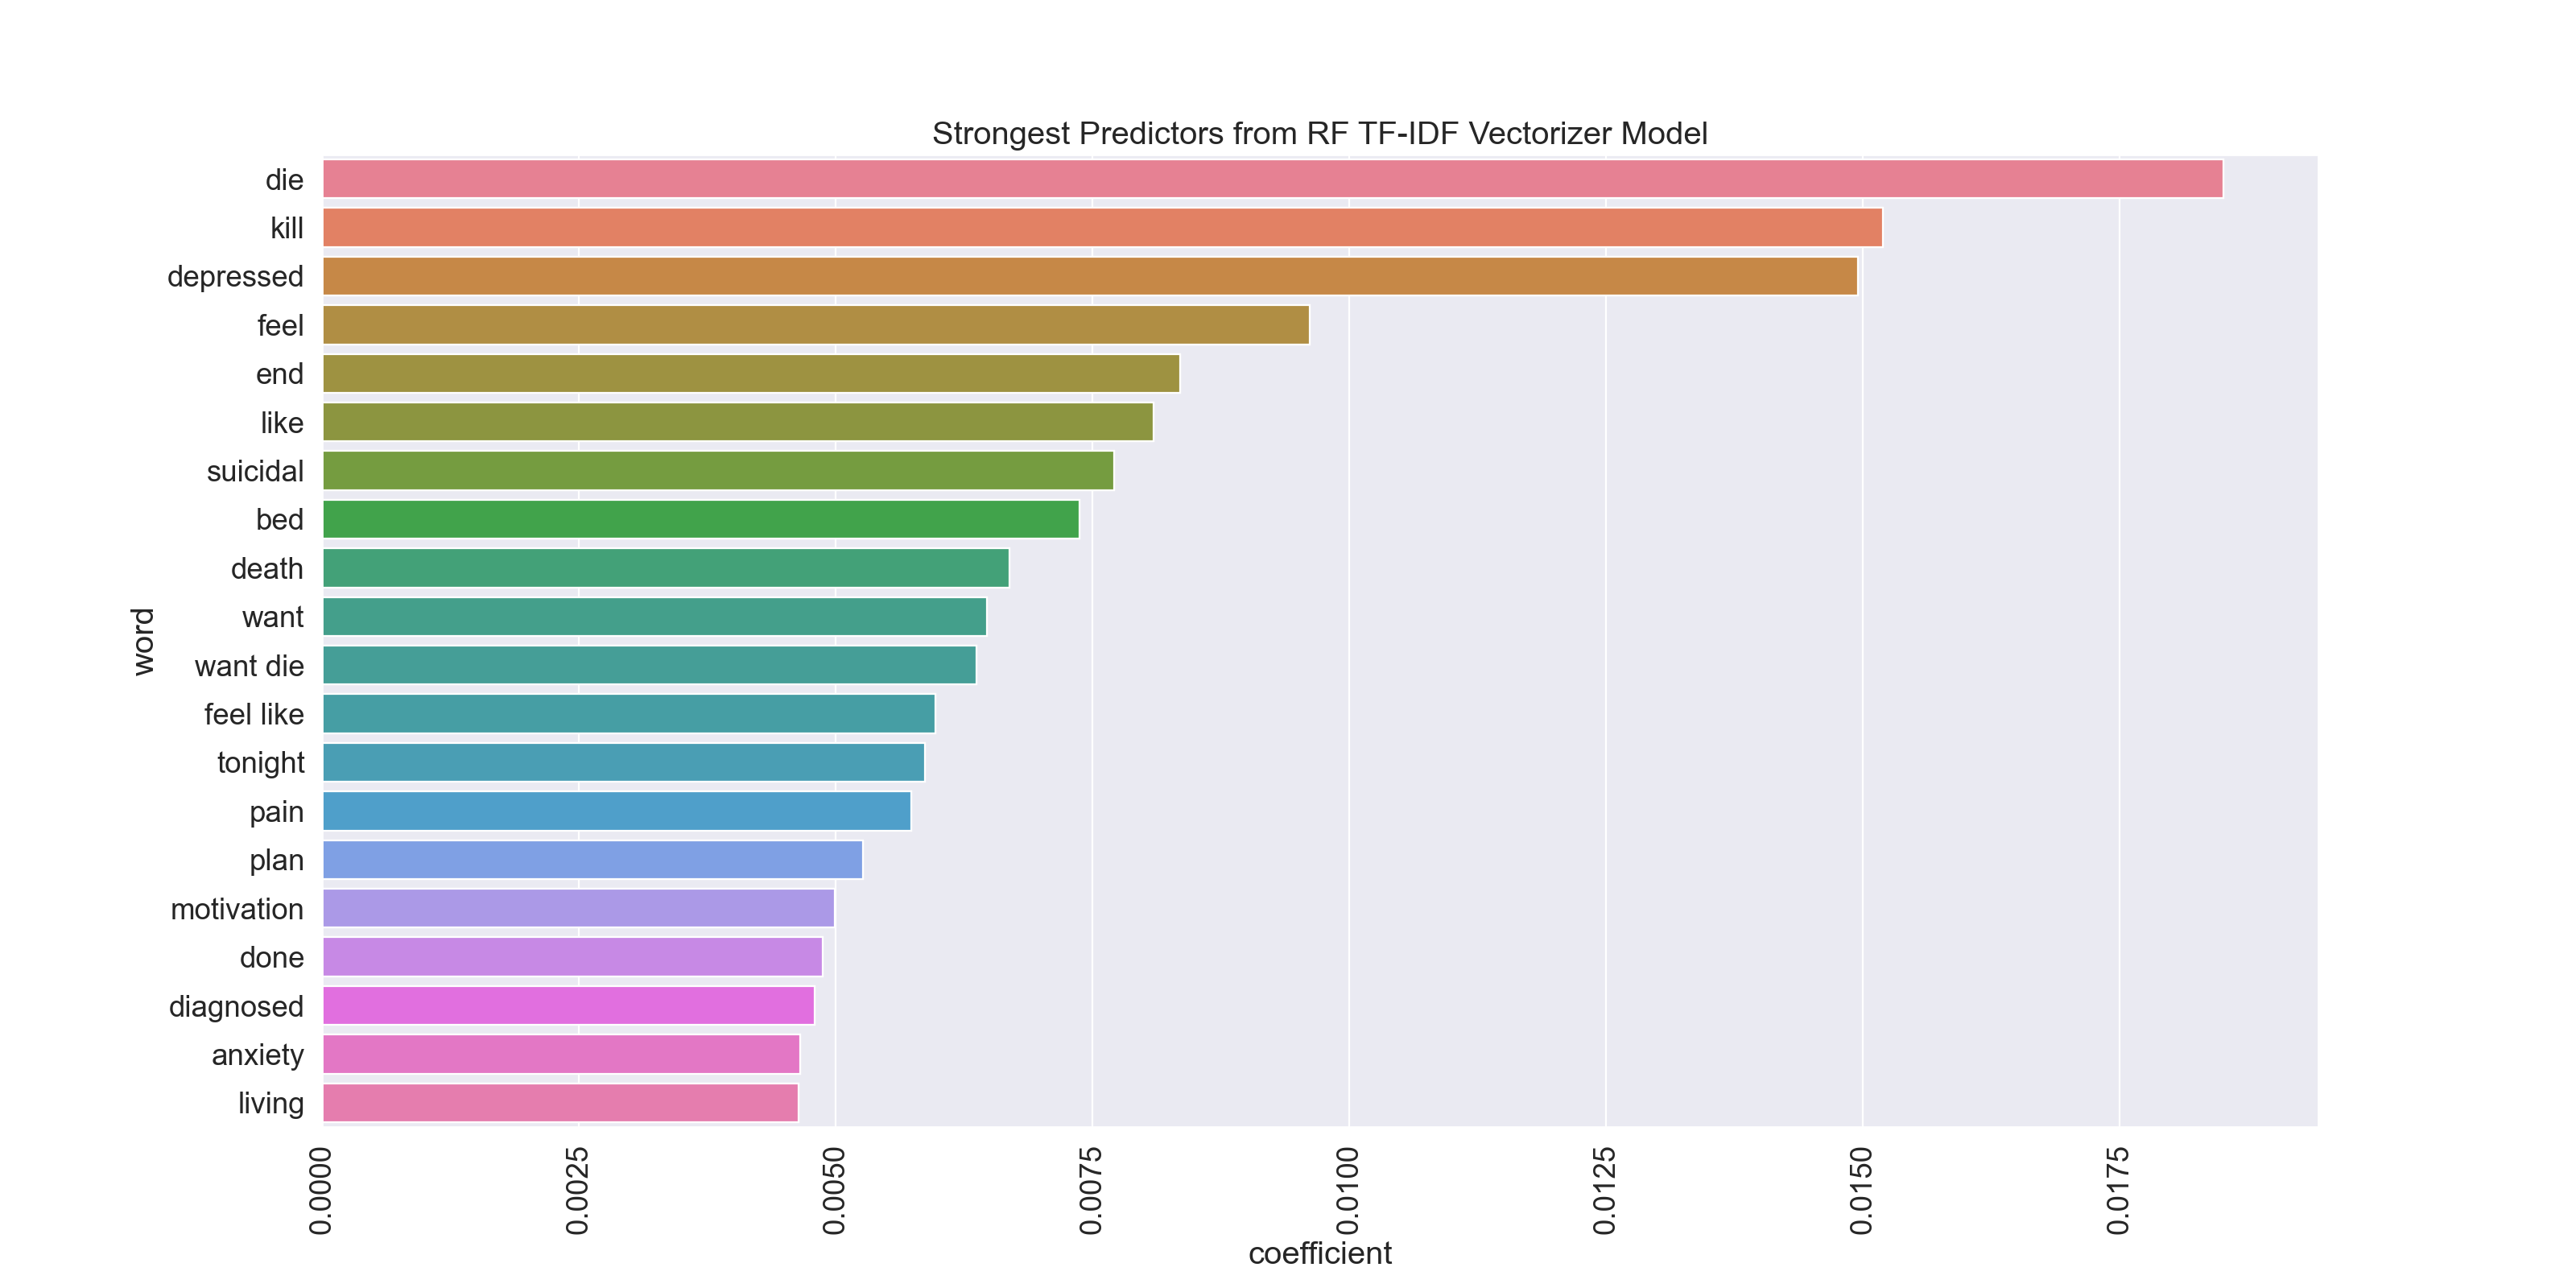 Strongest Predictors from RF TF-IDF Vectorizer Model
die
kill
depressed
feel
end
like
suicidal
bed
death
want
want die
feel like
tonight
pain
plan
motivation
done
diagnosed
anxiety
living
word
0.0000
0.0025
0.0050
0.0075
0.0100
0.0125
0.0150
0.0175
coefficient